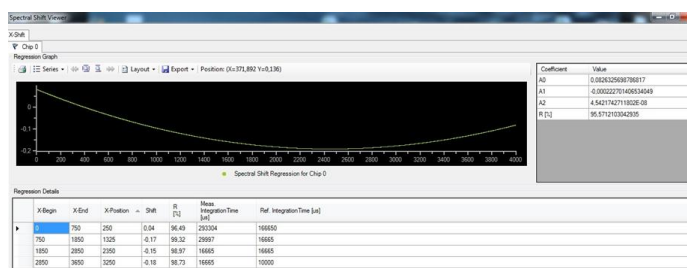 Spectral Shift Viewer
X-Shift
Chip 0
Regression Graph
Series Layout Export Position: (X=371,892 Y=0,136)
Coefficient Value
A0 0,0826325698786817
A1 -0,000222701406534049
A2 4,5421742711802E-08
R [%] 95,5712103042935
0
-0.1
-0.2
0 200 400 600 800 1000 1200 1400 1600 1800 2000 2200 2400 2600 2800 3000 3200 3400 3600 3800 4000
Spectral Shift Regression for Chip 0
Regression Details
X-Begin X-End X-Position Shift R [%] Meas. IntegrationTime [us] Ref. IntegrationTime [us]
0 750 250 0,04 96,49 293304 166650
750 1850 1325 -0,17 99,32 29997 16665
1850 2850 2350 -0,15 98,97 16665 16665
2850 3650 3250 -0,18 98,73 16665 10000